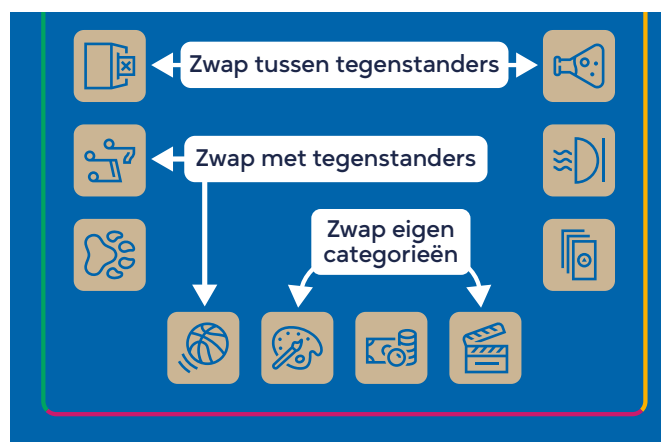 Zwap tussen tegenstanders
Zwap met tegenstanders
Zwap eigen
categorieën